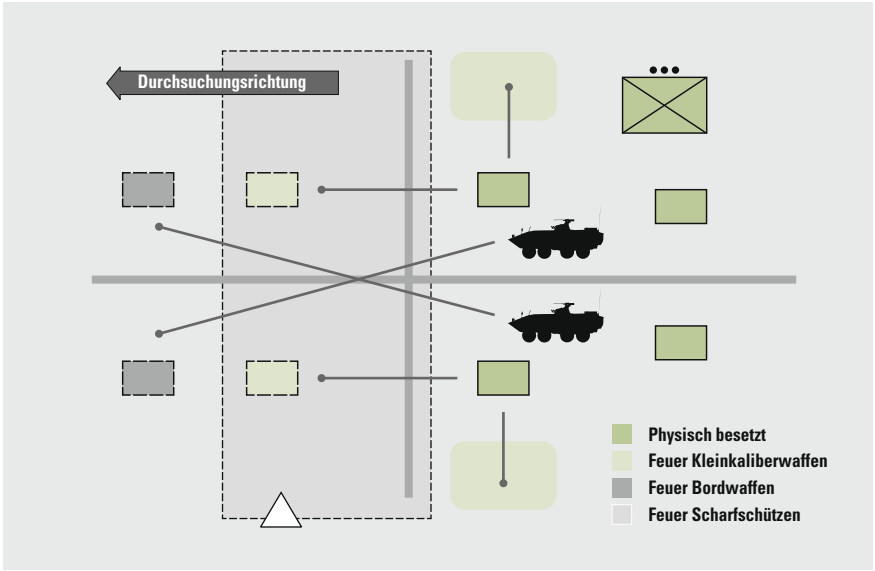 Durchsuchungsrichtung
Physisch besetzt
Feuer Kleinkaliberwaffen
Feuer Bordwaffen
Feuer Scharfschützen